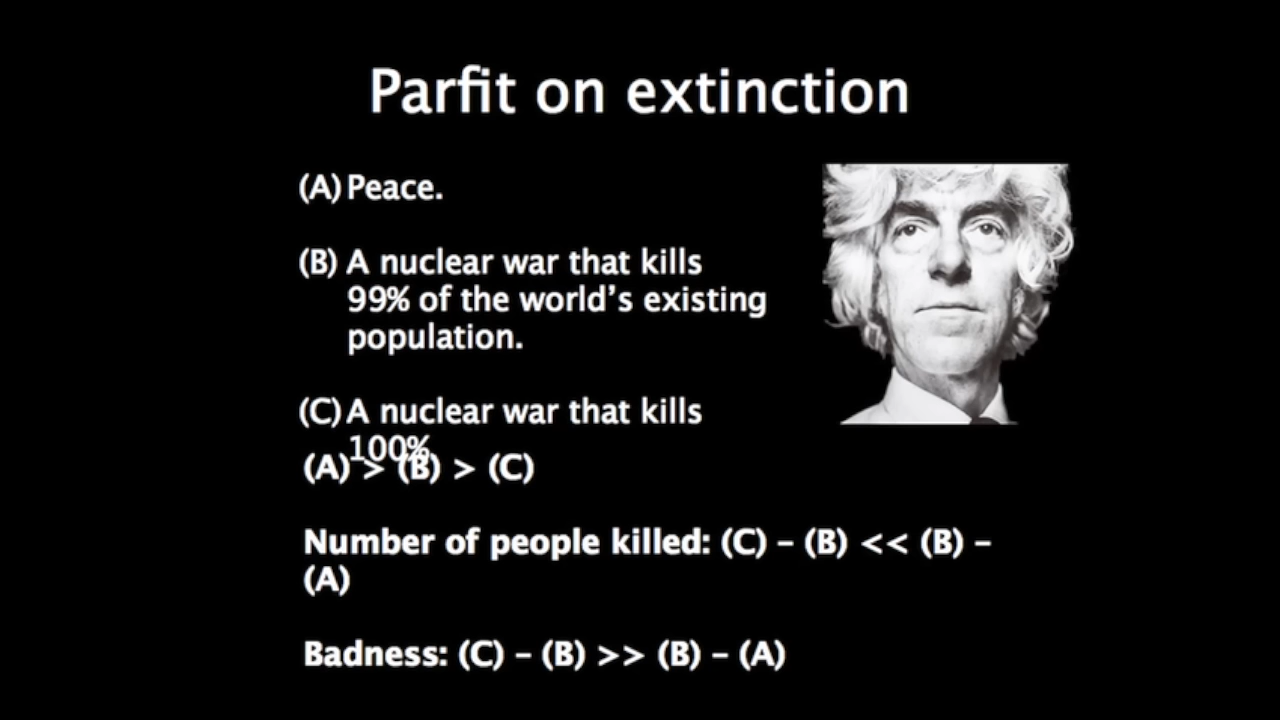 Parfit on extinction
(A) Peace.
(B) A nuclear war that kills
99% of the world’s existing
population.
(C) A nuclear war that kills
100%
(A) > (B) > (C)
Number of people killed: (C) – (B) << (B) –
(A)
Badness: (C) – (B) >> (B) – (A)